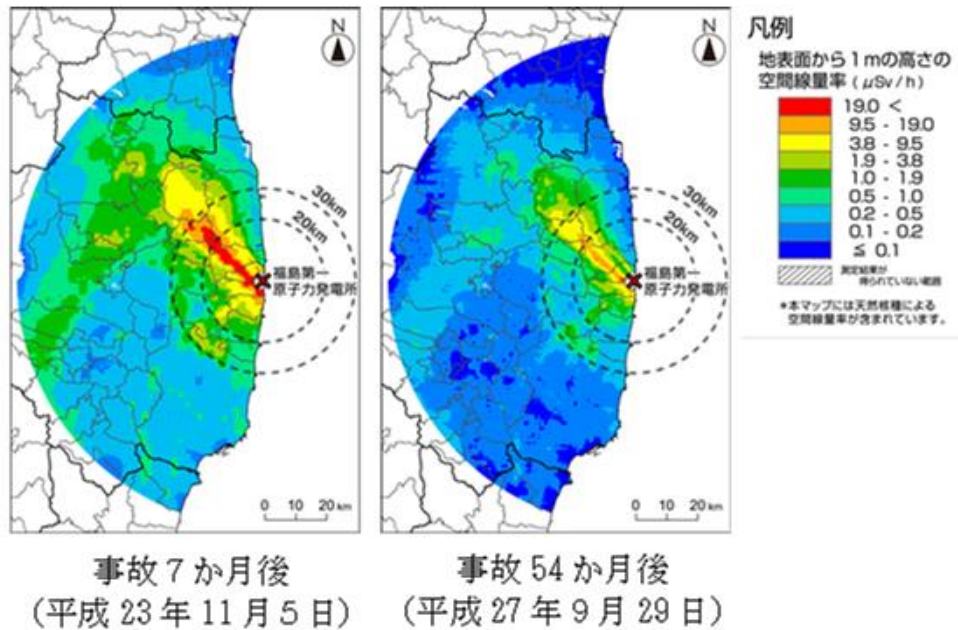 N
30km
20km
福島第一
原子力発電所
0 10 20 km
事故7か月後
(平成23年11月5日)
N
30km
20km
福島第一
原子力発電所
0 10 20 km
事故54か月後
(平成27年9月29日)
凡例
地表面から1mの高さの
空間線量率 (μSv/h)
19.0 <
9.5 - 19.0
3.8 - 9.5
1.9 - 3.8
1.0 - 1.9
0.5 - 1.0
0.2 - 0.5
0.1 - 0.2
≦ 0.1
測定結果が
得られていない範囲
*本マップには天然核種による
空間線量率が含まれています。